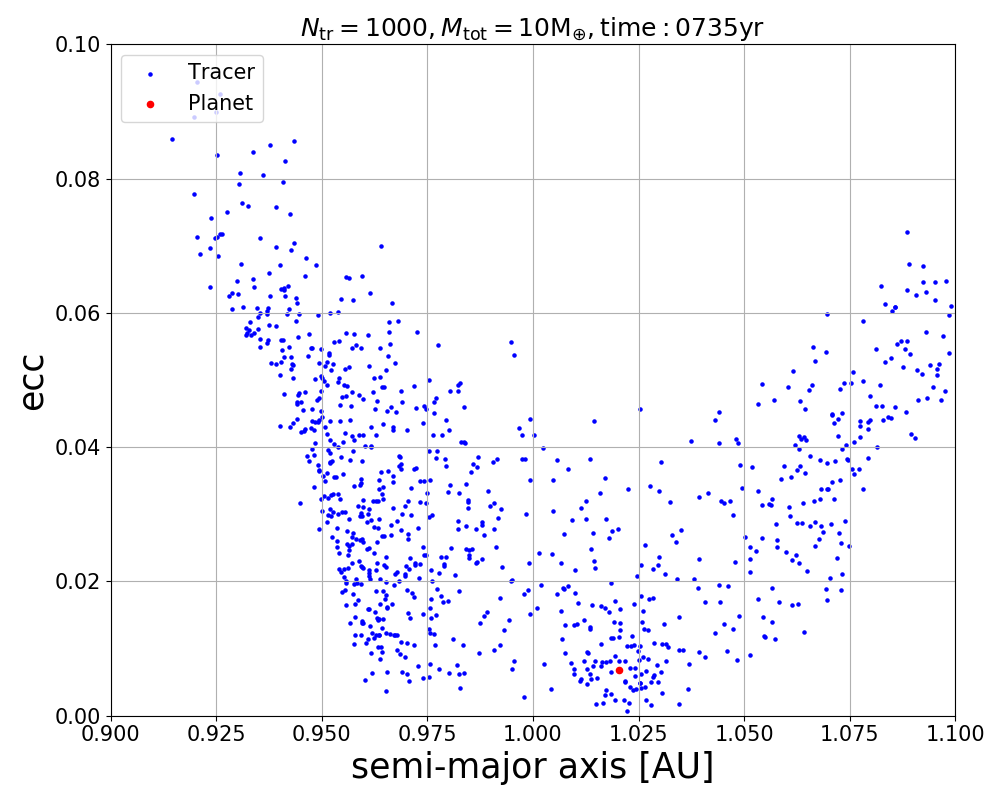 N_tr = 1000, M_tot = 10M_⊕, time : 0735yr
0.10
0.08
0.06
0.04
0.02
0.00
ecc
Tracer
Planet
0.900 0.925 0.950 0.975 1.000 1.025 1.050 1.075 1.100
semi-major axis [AU]